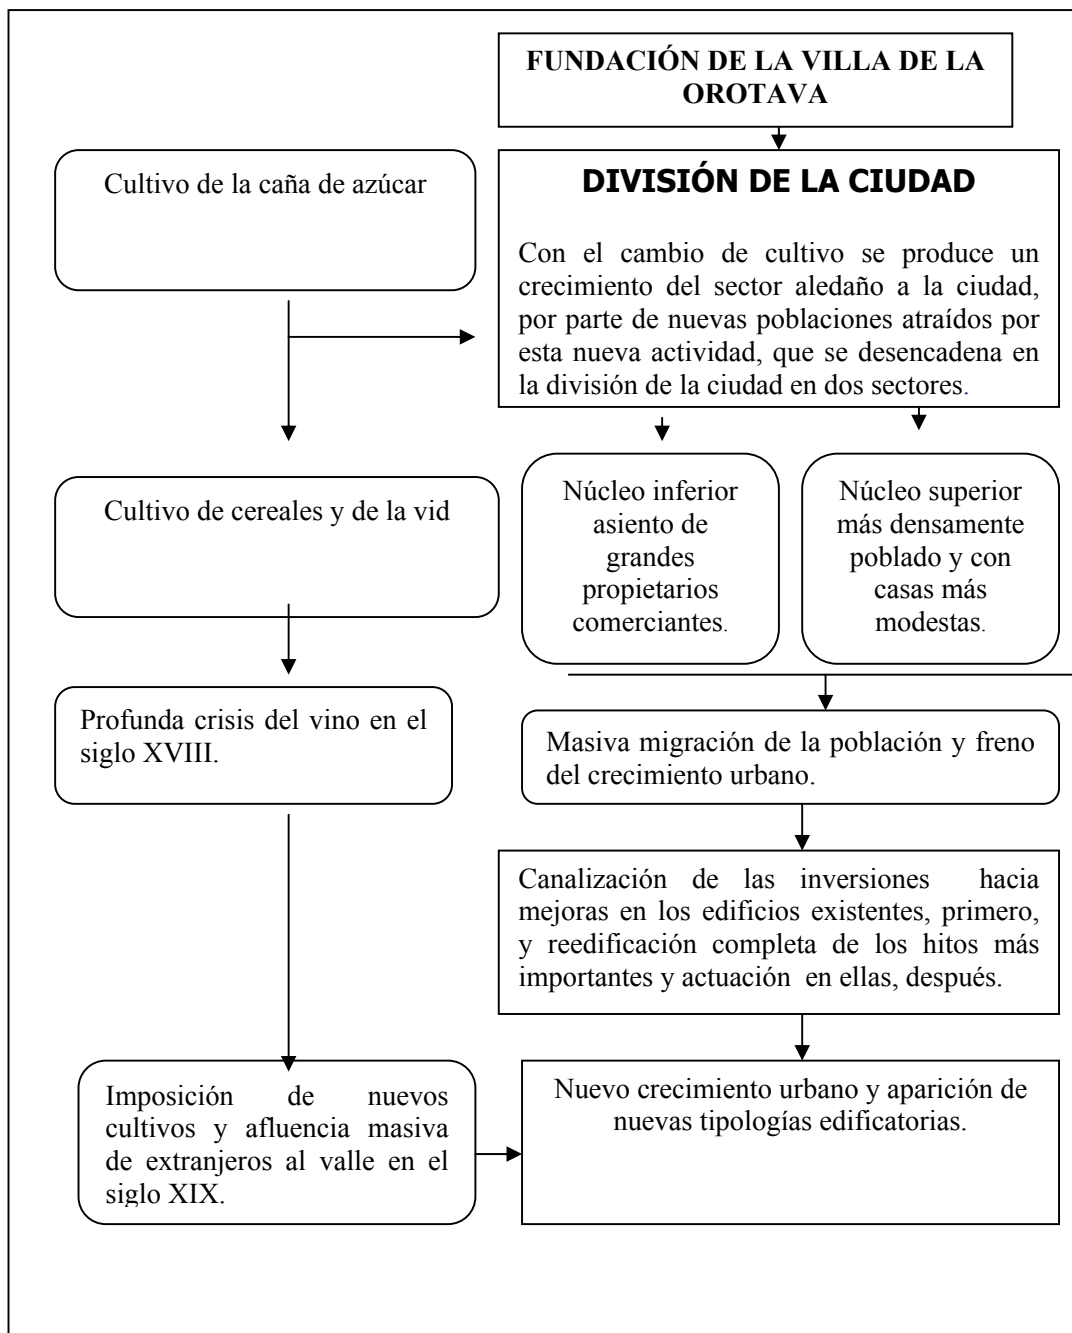 FUNDACIÓN DE LA VILLA DE LA
OROTAVA
Cultivo de la caña de azúcar
DIVISIÓN DE LA CIUDAD
Con el cambio de cultivo se produce un
crecimiento del sector aledaño a la ciudad,
por parte de nuevas poblaciones atraídos por
esta nueva actividad, que se desencadena en
la división de la ciudad en dos sectores.
Cultivo de cereales y de la vid
Núcleo inferior
asiento de
grandes
propietarios
comerciantes.
Núcleo superior
más densamente
poblado y con
casas más
modestas.
Profunda crisis del vino en el
siglo XVIII.
Masiva migración de la población y freno
del crecimiento urbano.
Canalización de las inversiones hacia
mejoras en los edificios existentes, primero,
y reedificación completa de los hitos más
importantes y actuación en ellas, después.
Imposición de nuevos
cultivos y afluencia masiva
de extranjeros al valle en el
siglo XIX.
Nuevo crecimiento urbano y aparición de
nuevas tipologías edificatorias.